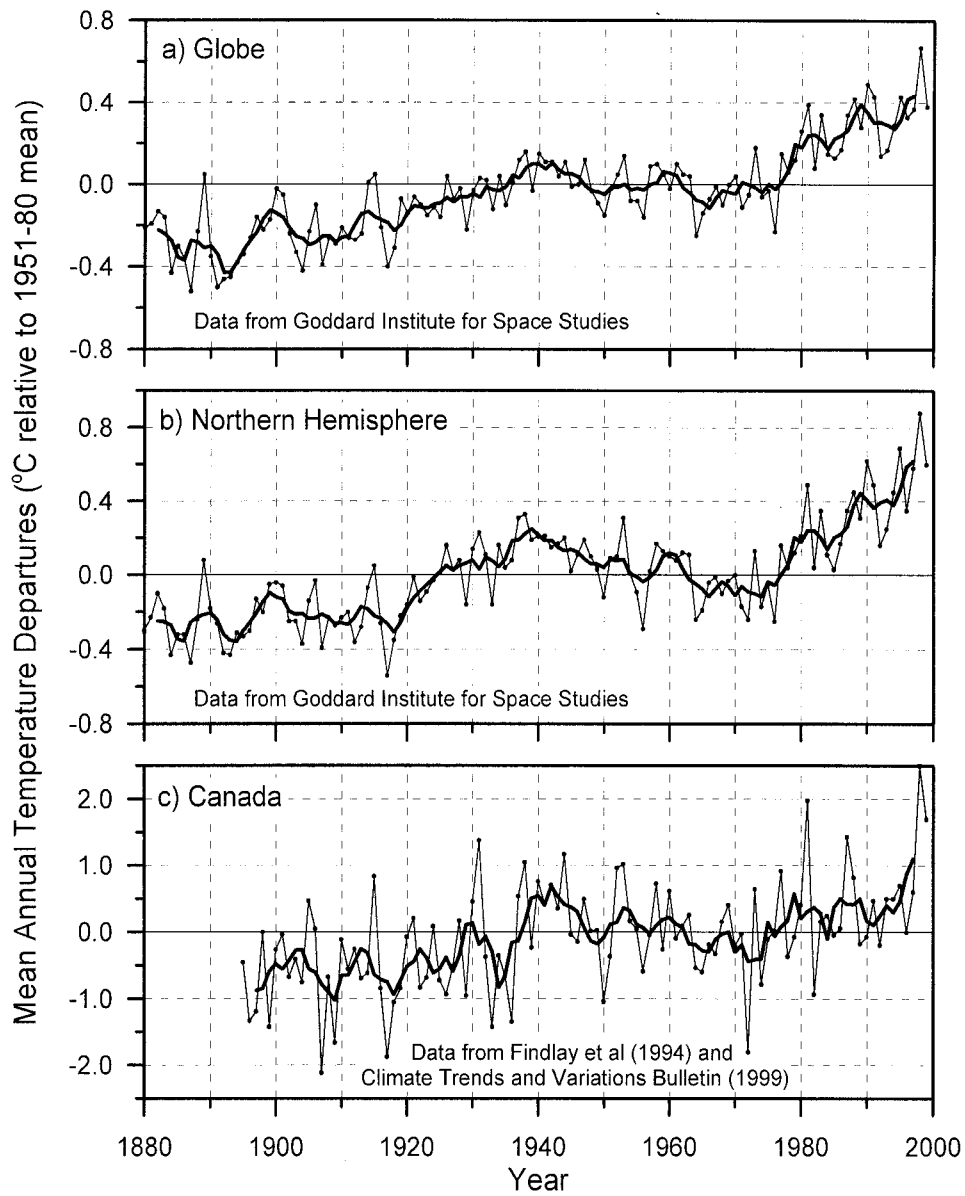 Mean Annual Temperature Departures (°C relative to 1951-80 mean)
0.8
a) Globe
0.4
0.0
-0.4
Data from Goddard Institute for Space Studies
-0.8
b) Northern Hemisphere
0.8
0.4
0.0
-0.4
Data from Goddard Institute for Space Studies
-0.8
c) Canada
2.0
1.0
0.0
-1.0
Data from Findlay et al (1994) and
Climate Trends and Variations Bulletin (1999)
-2.0
1880 1900 1920 1940 1960 1980 2000
Year